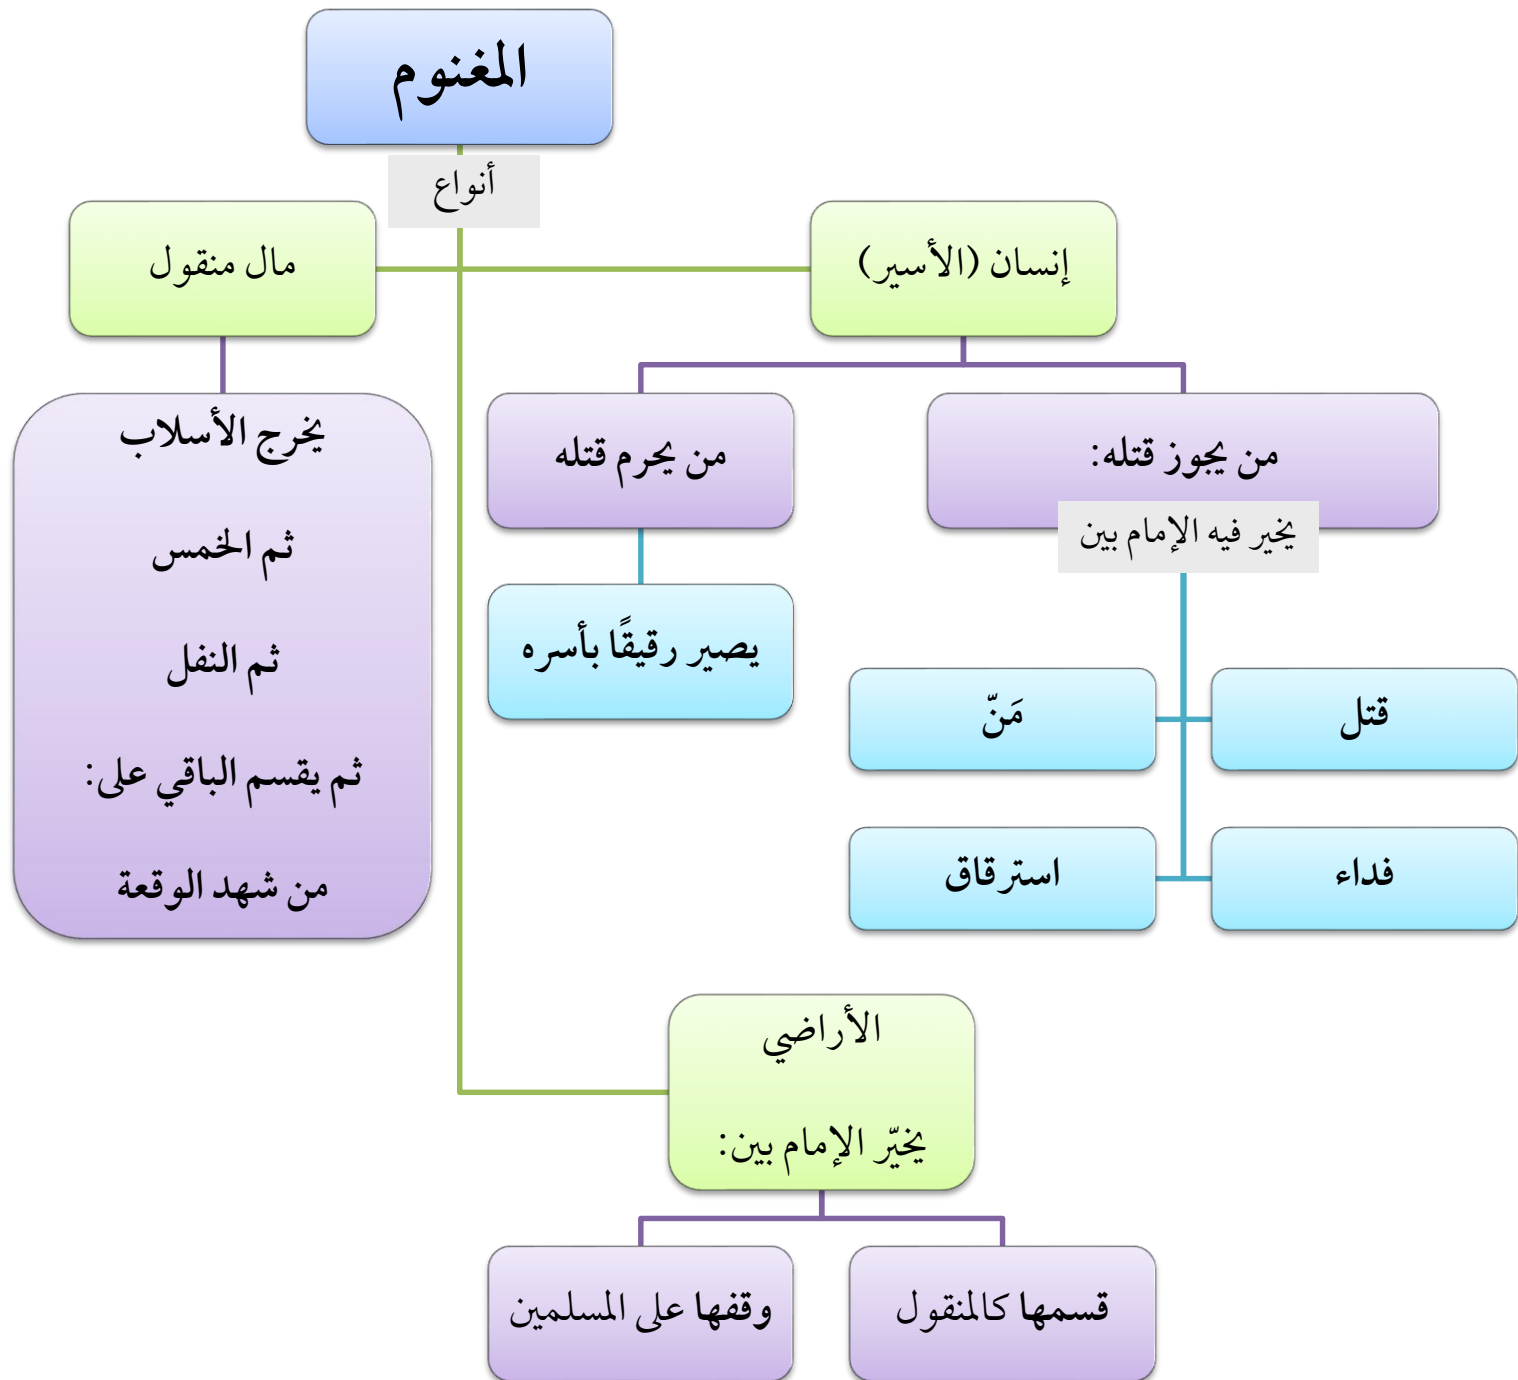 المغنوم
أنواع
إنسان (الأسير)
مال منقول
من يجوز قتله:
يخير فيه الإمام بين
قتل
مَنّ
فداء
استرقاق
من يحرم قتله
يصير رقيقًا بأسره
يخرج الأسلاب
ثم الخمس
ثم النفل
ثم يقسم الباقي على:
من شهد الوقعة
الأراضي
يخيّر الإمام بين:
قسمها كالمنقول
وقفها على المسلمين